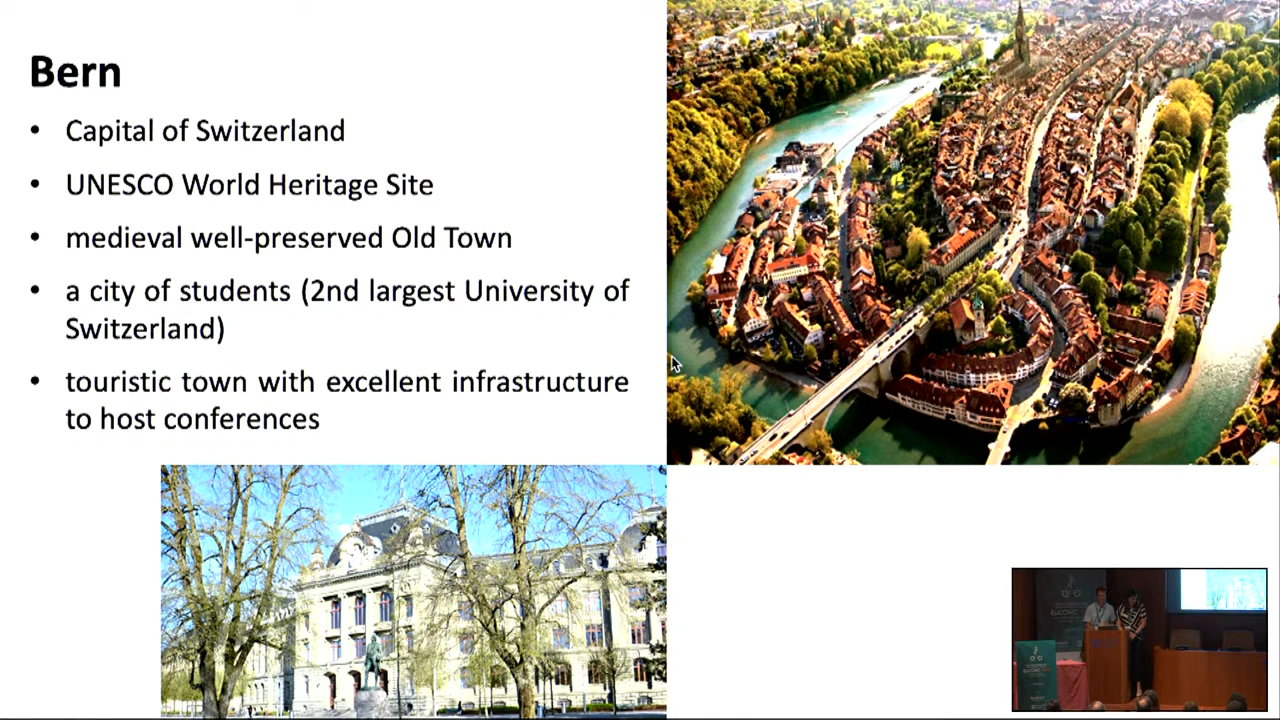 Bern
• Capital of Switzerland
• UNESCO World Heritage Site
• medieval well-preserved Old Town
• a city of students (2nd largest University of
Switzerland)
• touristic town with excellent infrastructure
to host conferences